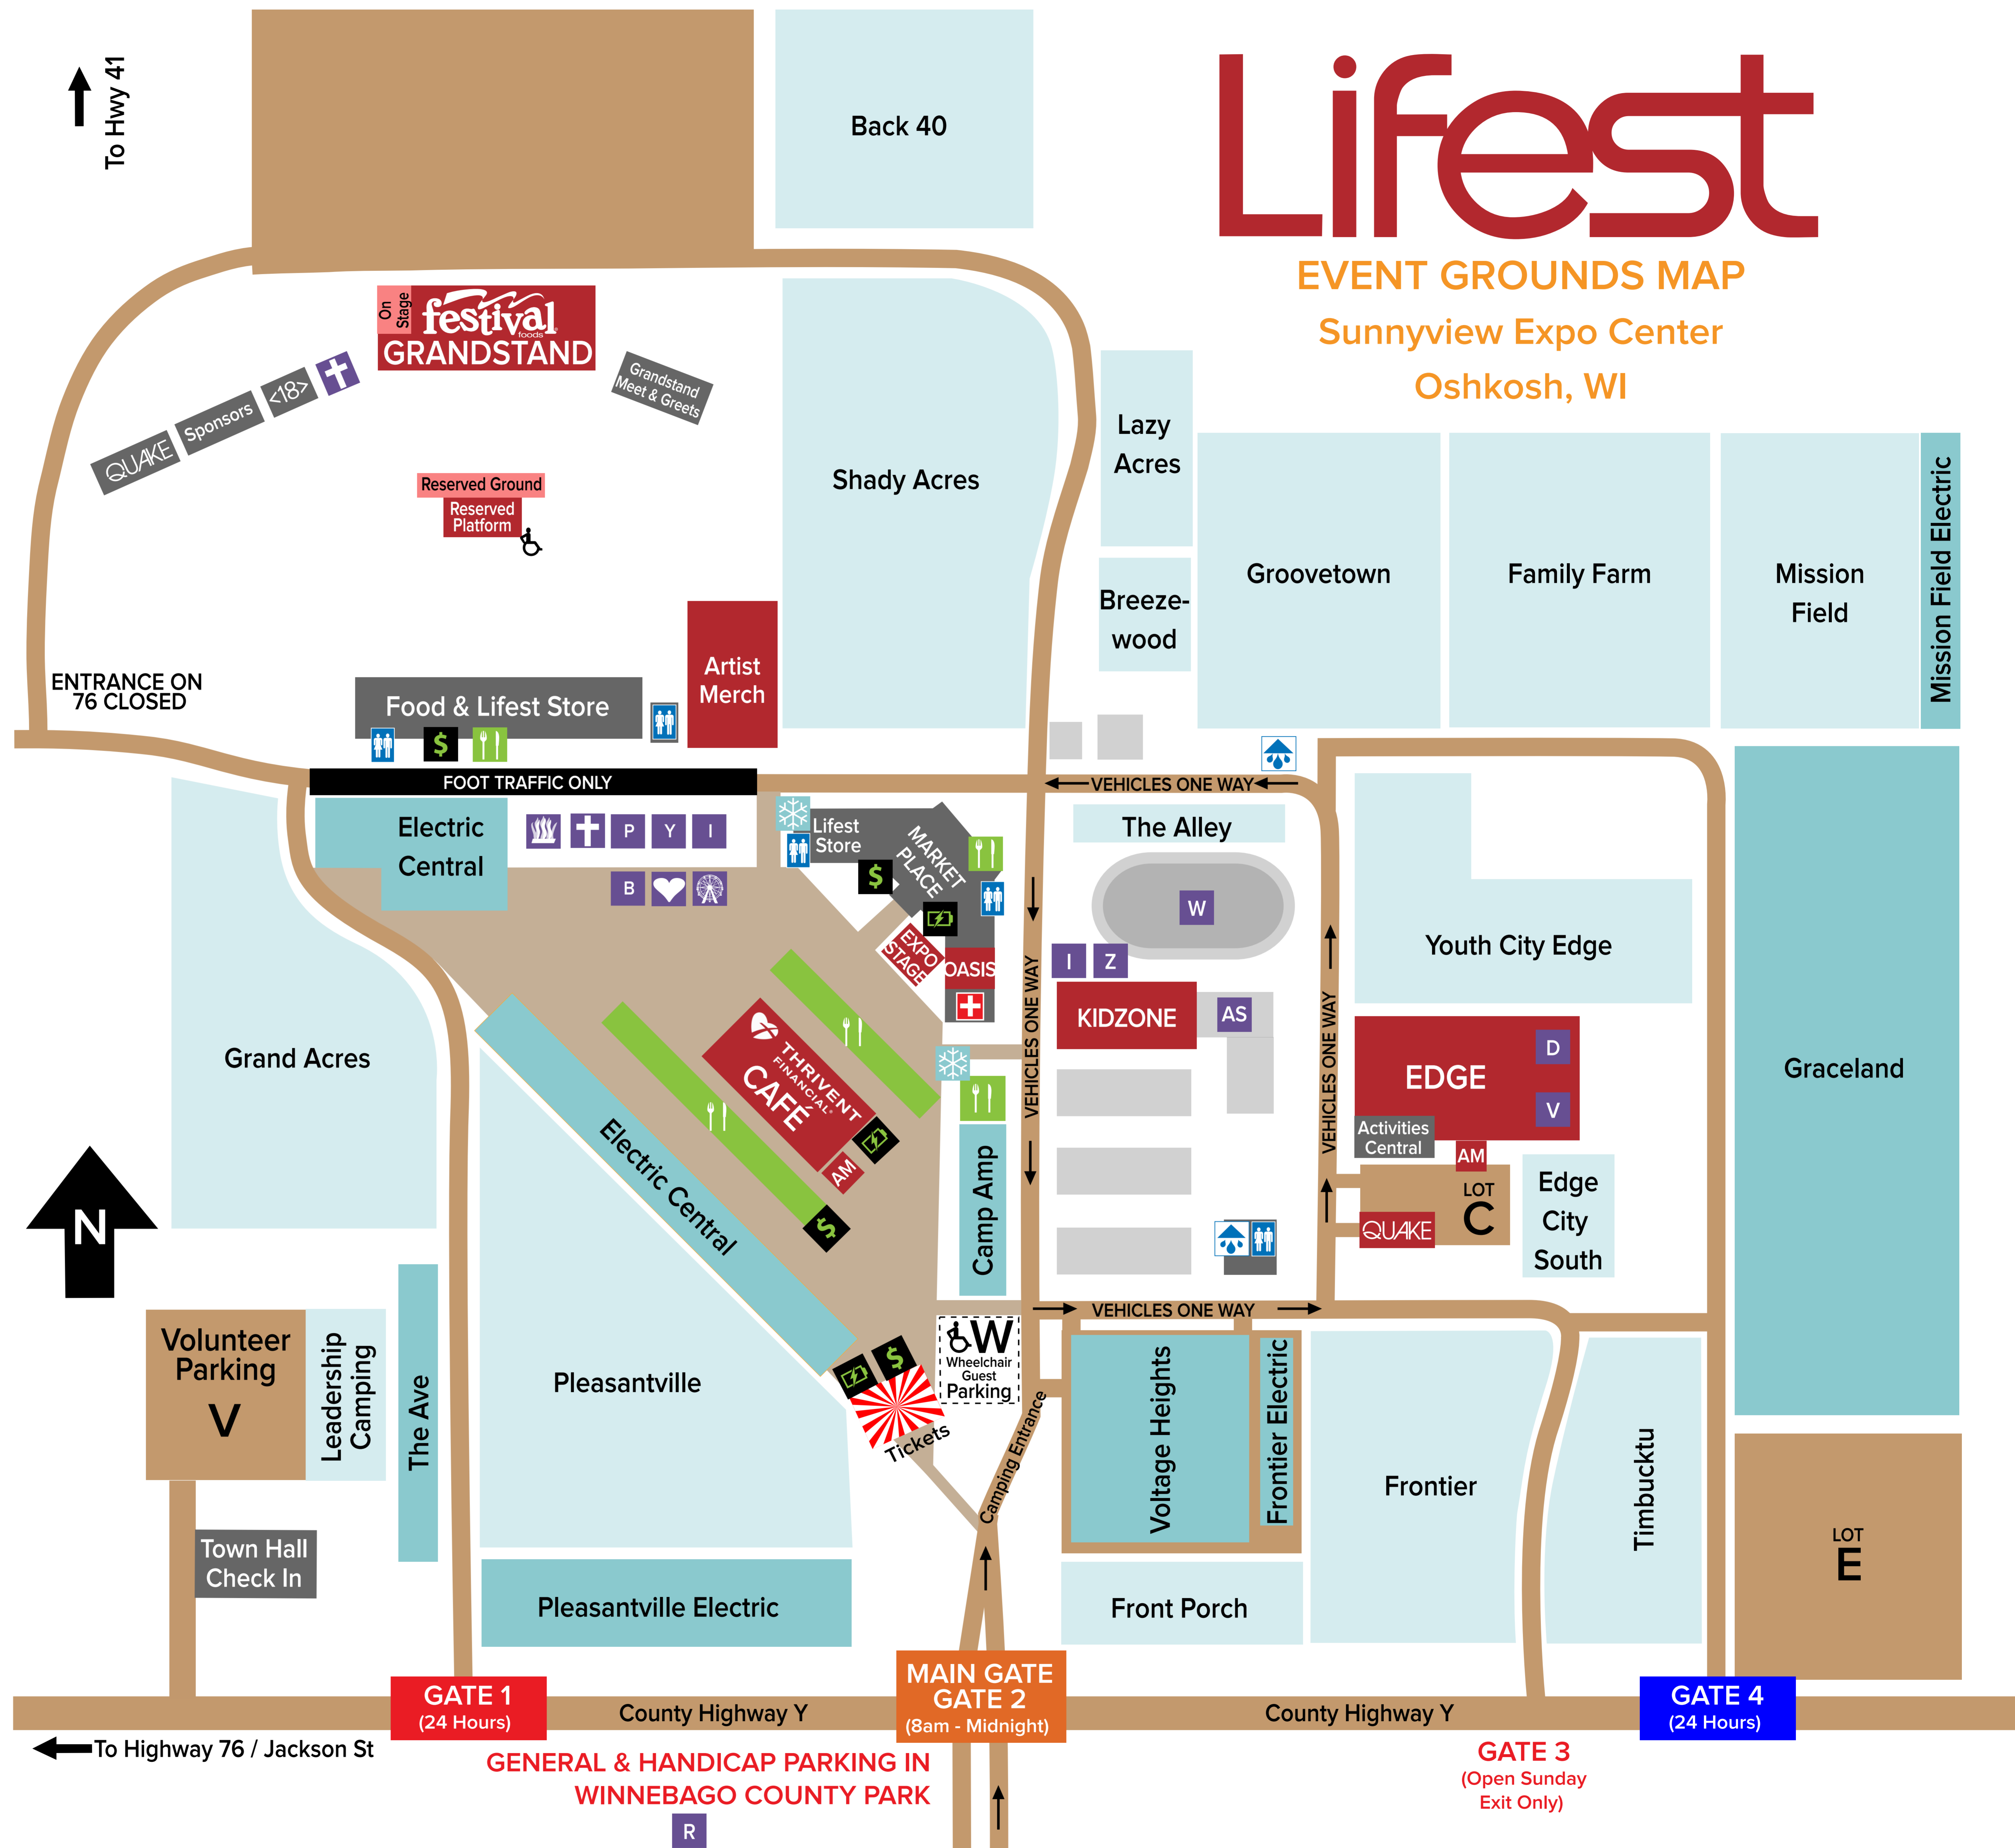 To Hwy 41
Back 40
Lifest
EVENT GROUNDS MAP
Sunnyview Expo Center
Oshkosh, WI
On
Stage
festival
foods
GRANDSTAND
Grandstand
Meet & Greets
<18>
Sponsors
QUAKE
Reserved Ground
Reserved
Platform
Shady Acres
Lazy
Acres
Breeze-
wood
Groovetown
Family Farm
Mission
Field
Mission Field Electric
ENTRANCE ON
76 CLOSED
Food & Lifest Store
$
Artist
Merch
FOOT TRAFFIC ONLY
VEHICLES ONE WAY
Electric
Central
P
Y
I
B
Lifest
Store
MARKET
PLACE
$
The Alley
W
EXPO
STAGE
OASIS
I
Z
VEHICLES ONE WAY
KIDZONE
AS
VEHICLES ONE WAY
Youth City Edge
Graceland
EDGE
D
V
Activities
Central
AM
LOT
C
QUAKE
Edge
City
South
Grand Acres
THRIVENT
FINANCIAL®
CAFÉ
AM
$
Electric Central
Camp Amp
N
VEHICLES ONE WAY
Volunteer
Parking
V
Leadership
Camping
The Ave
Pleasantville
$
Tickets
W
Wheelchair
Guest
Parking
Camping Entrance
Voltage Heights
Frontier Electric
Frontier
Timbucktu
LOT
E
Town Hall
Check In
Pleasantville Electric
Front Porch
GATE 1
(24 Hours)
County Highway Y
MAIN GATE
GATE 2
(8am - Midnight)
County Highway Y
GATE 4
(24 Hours)
To Highway 76 / Jackson St
GENERAL & HANDICAP PARKING IN
WINNEBAGO COUNTY PARK
R
GATE 3
(Open Sunday
Exit Only)